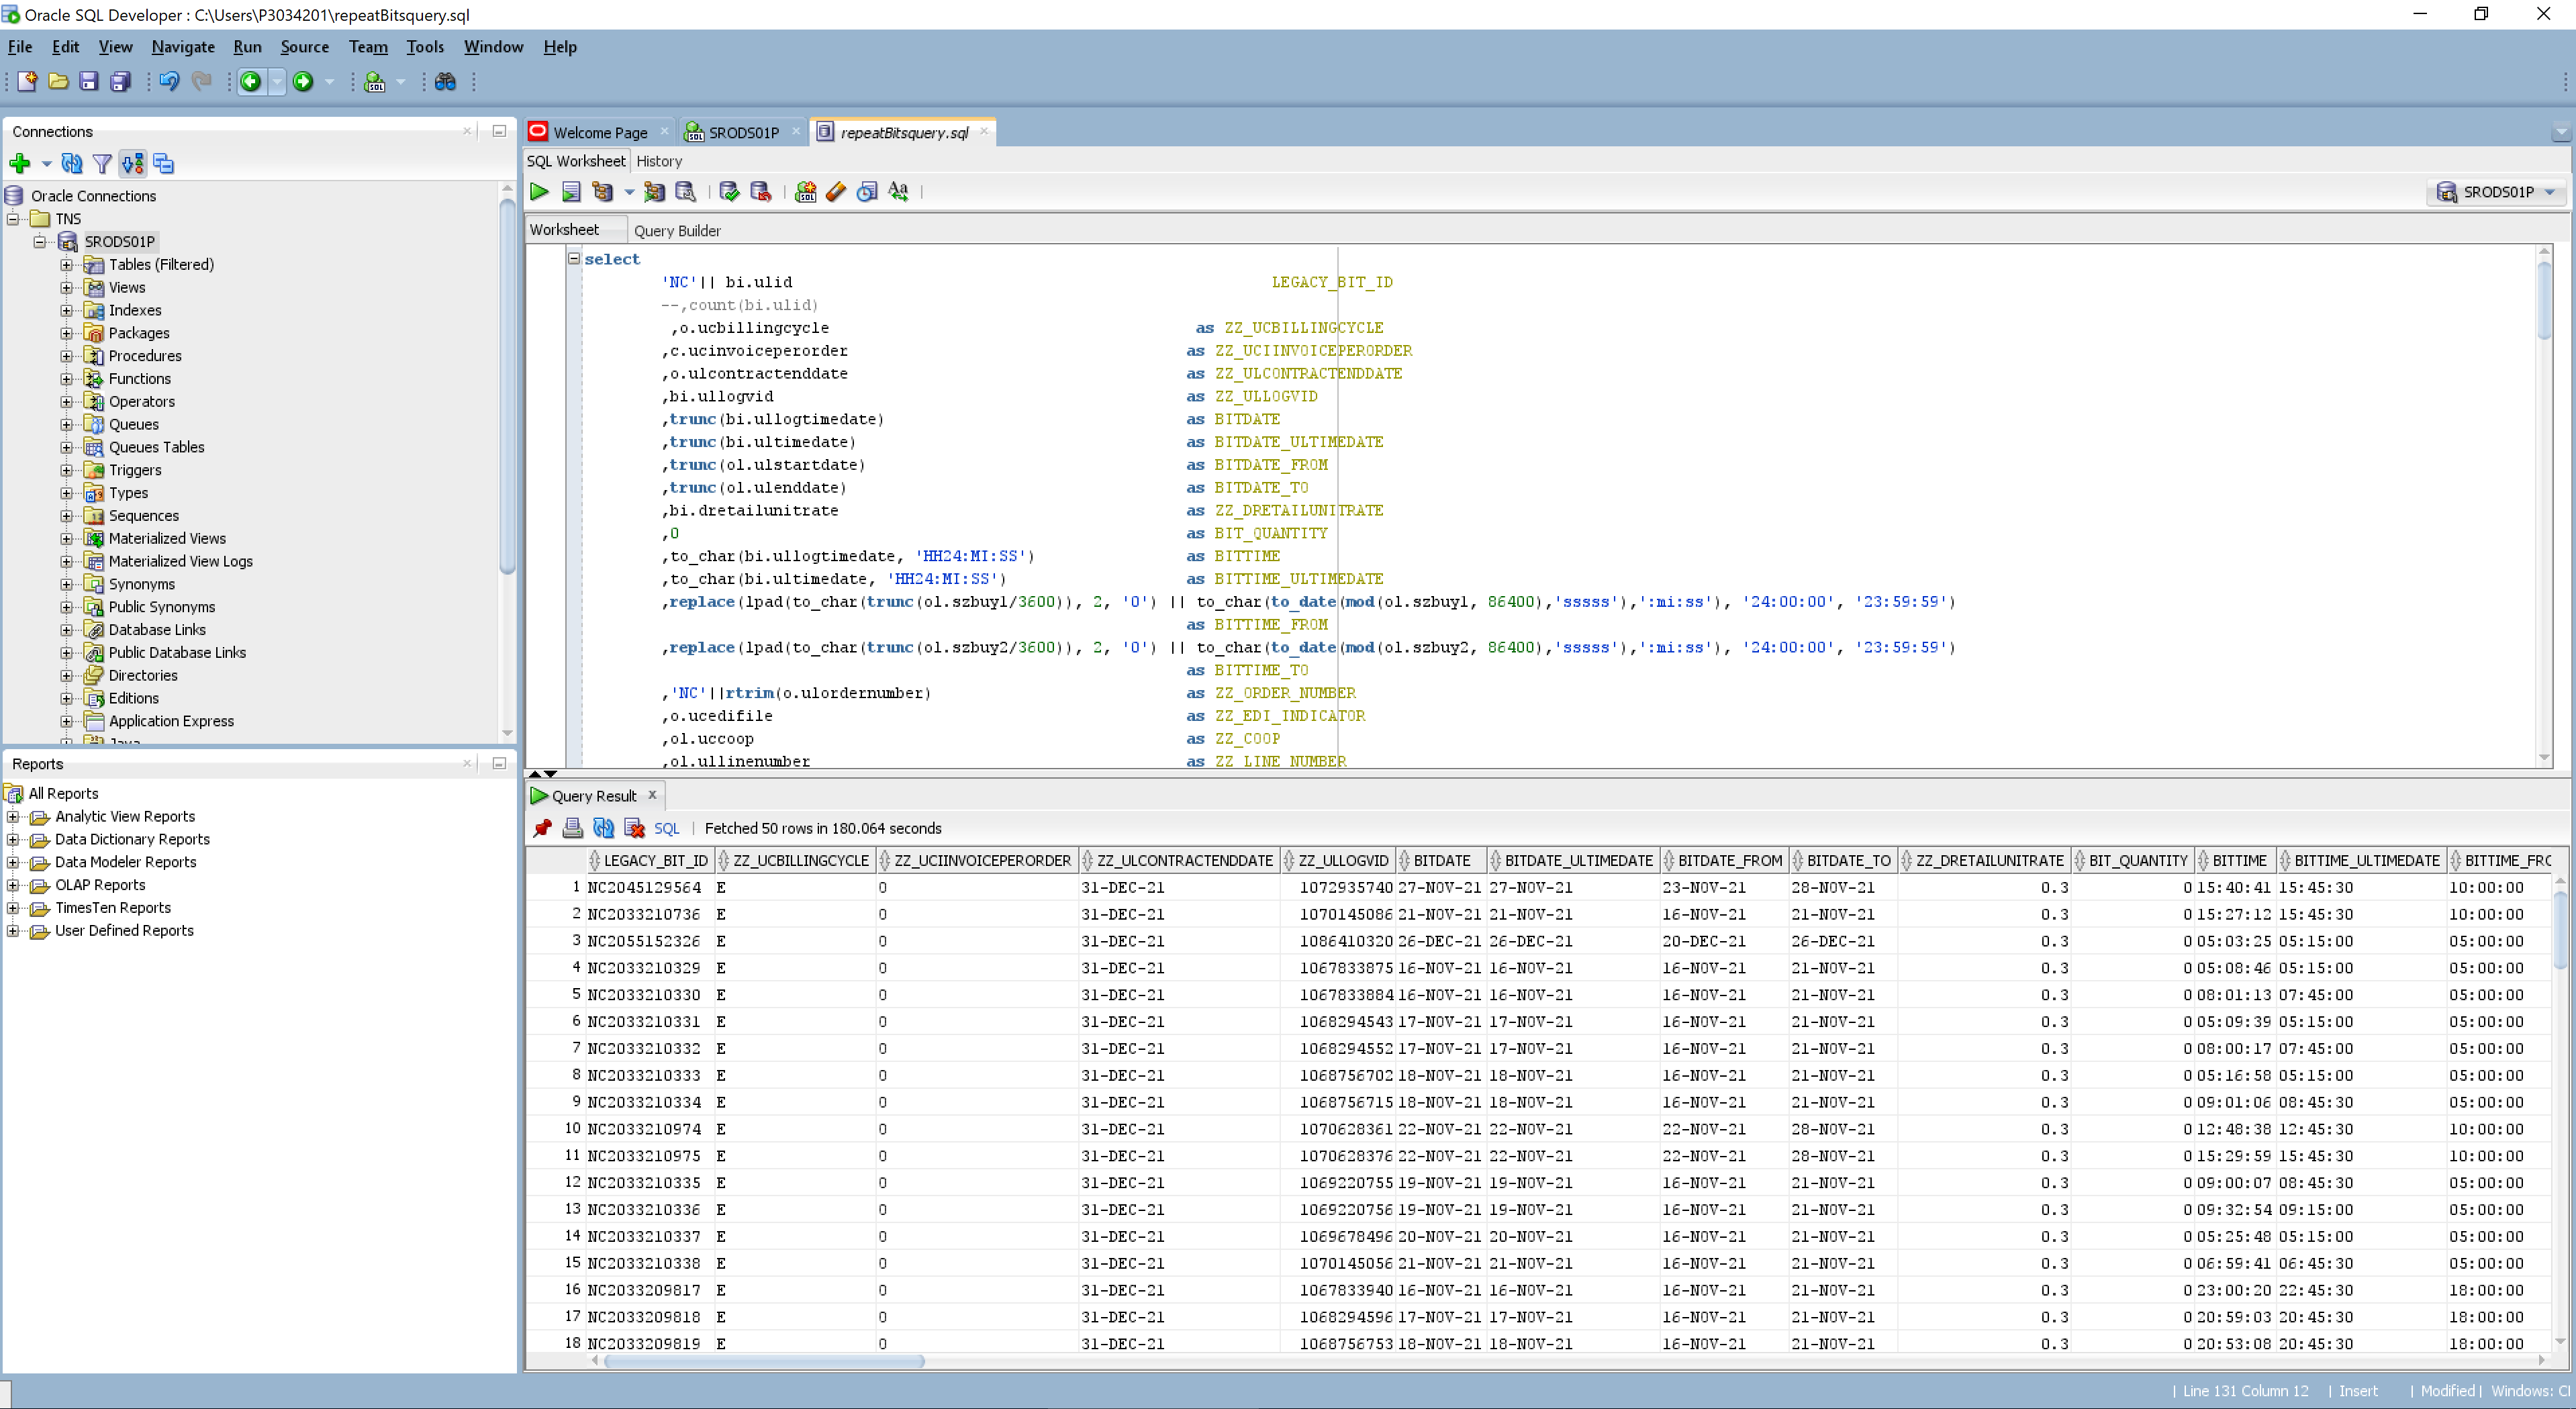 Oracle SQL Developer : C:\Users\P3034201\repeatBitsquery.sql
File Edit View Navigate Run Source Team Tools Window Help
Connections
Oracle Connections
TNS
SRODS01P
Tables (Filtered)
Views
Indexes
Packages
Procedures
Functions
Operators
Queues
Queues Tables
Triggers
Types
Sequences
Materialized Views
Materialized View Logs
Synonyms
Public Synonyms
Database Links
Public Database Links
Directories
Editions
Application Express
Java
Reports
All Reports
Analytic View Reports
Data Dictionary Reports
Data Modeler Reports
OLAP Reports
TimesTen Reports
User Defined Reports
Welcome Page SRODS01P repeatBitsquery.sql
SQL Worksheet History
SRODS01P
Worksheet Query Builder
select
'NC'|| bi.ulid LEGACY_BIT_ID
--,count(bi.ulid)
,o.ucbillingcycle as ZZ_UCBILLINGCYCLE
,c.ucinvoiceperorder as ZZ_UCIINVOICEPERORDER
,o.ulcontractenddate as ZZ_ULCONTRACTENDDATE
,bi.ullogvid as ZZ_ULLOGVID
,trunc(bi.ullogtimedate) as BITDATE
,trunc(bi.ultimedate) as BITDATE_ULTIMEDATE
,trunc(ol.ulstartdate) as BITDATE_FROM
,trunc(ol.ulenddate) as BITDATE_TO
,bi.dretailunitrate as ZZ_DRETAILUNITRATE
,0 as BIT_QUANTITY
,to_char(bi.ullogtimedate, 'HH24:MI:SS') as BITTIME
,to_char(bi.ultimedate, 'HH24:MI:SS') as BITTIME_ULTIMEDATE
,replace(lpad(to_char(trunc(ol.szbuy1/3600)), 2, '0') || to_char(to_date(mod(ol.szbuy1, 86400),'sssss'),':mi:ss'), '24:00:00', '23:59:59')
as BITTIME_FROM
,replace(lpad(to_char(trunc(ol.szbuy2/3600)), 2, '0') || to_char(to_date(mod(ol.szbuy2, 86400),'sssss'),':mi:ss'), '24:00:00', '23:59:59')
as BITTIME_TO
,'NC'||rtrim(o.ulordernumber) as ZZ_ORDER_NUMBER
,o.ucedifile as ZZ_EDI_INDICATOR
,ol.uccoop as ZZ_COOP
,ol.ullinenumber as ZZ_LINE_NUMBER
Query Result
SQL | Fetched 50 rows in 180.064 seconds
LEGACY_BIT_ID ZZ_UCBILLINGCYCLE ZZ_UCIINVOICEPERORDER ZZ_ULCONTRACTENDDATE ZZ_ULLOGVID BITDATE BITDATE_ULTIMEDATE BITDATE_FROM BITDATE_TO ZZ_DRETAILUNITRATE BIT_QUANTITY BITTIME BITTIME_ULTIMEDATE BITTIME_FRO
1 NC2045129564 E 0 31-DEC-21 1072935740 27-NOV-21 27-NOV-21 23-NOV-21 28-NOV-21 0.3 0 15:40:41 15:45:30 10:00:00
2 NC2033210736 E 0 31-DEC-21 1070145086 21-NOV-21 21-NOV-21 16-NOV-21 21-NOV-21 0.3 0 15:27:12 15:45:30 10:00:00
3 NC2055152326 E 0 31-DEC-21 1086410320 26-DEC-21 26-DEC-21 20-DEC-21 26-DEC-21 0.3 0 05:03:25 05:15:00 05:00:00
4 NC2033210329 E 0 31-DEC-21 1067833875 16-NOV-21 16-NOV-21 16-NOV-21 21-NOV-21 0.3 0 05:08:46 05:15:00 05:00:00
5 NC2033210330 E 0 31-DEC-21 1067833884 16-NOV-21 16-NOV-21 16-NOV-21 21-NOV-21 0.3 0 08:01:13 07:45:00 05:00:00
6 NC2033210331 E 0 31-DEC-21 1068294543 17-NOV-21 17-NOV-21 16-NOV-21 21-NOV-21 0.3 0 05:09:39 05:15:00 05:00:00
7 NC2033210332 E 0 31-DEC-21 1068294552 17-NOV-21 17-NOV-21 16-NOV-21 21-NOV-21 0.3 0 08:00:17 07:45:00 05:00:00
8 NC2033210333 E 0 31-DEC-21 1068756702 18-NOV-21 18-NOV-21 16-NOV-21 21-NOV-21 0.3 0 05:16:58 05:15:00 05:00:00
9 NC2033210334 E 0 31-DEC-21 1068756715 18-NOV-21 18-NOV-21 16-NOV-21 21-NOV-21 0.3 0 09:01:06 08:45:30 05:00:00
10 NC2033210974 E 0 31-DEC-21 1070628361 22-NOV-21 22-NOV-21 22-NOV-21 28-NOV-21 0.3 0 12:48:38 12:45:30 10:00:00
11 NC2033210975 E 0 31-DEC-21 1070628376 22-NOV-21 22-NOV-21 22-NOV-21 28-NOV-21 0.3 0 15:29:59 15:45:30 10:00:00
12 NC2033210335 E 0 31-DEC-21 1069220755 19-NOV-21 19-NOV-21 16-NOV-21 21-NOV-21 0.3 0 09:00:07 08:45:30 05:00:00
13 NC2033210336 E 0 31-DEC-21 1069220756 19-NOV-21 19-NOV-21 16-NOV-21 21-NOV-21 0.3 0 09:32:54 09:15:00 05:00:00
14 NC2033210337 E 0 31-DEC-21 1069678496 20-NOV-21 20-NOV-21 16-NOV-21 21-NOV-21 0.3 0 05:25:48 05:15:00 05:00:00
15 NC2033210338 E 0 31-DEC-21 1070145056 21-NOV-21 21-NOV-21 16-NOV-21 21-NOV-21 0.3 0 06:59:41 06:45:30 05:00:00
16 NC2033209817 E 0 31-DEC-21 1067833940 16-NOV-21 16-NOV-21 16-NOV-21 21-NOV-21 0.3 0 23:00:20 22:45:30 18:00:00
17 NC2033209818 E 0 31-DEC-21 1068294596 17-NOV-21 17-NOV-21 16-NOV-21 21-NOV-21 0.3 0 20:59:03 20:45:30 18:00:00
18 NC2033209819 E 0 31-DEC-21 1068756753 18-NOV-21 18-NOV-21 16-NOV-21 21-NOV-21 0.3 0 20:53:08 20:45:30 18:00:00
| Line 131 Column 12 | Insert | Modified | Windows: Cl